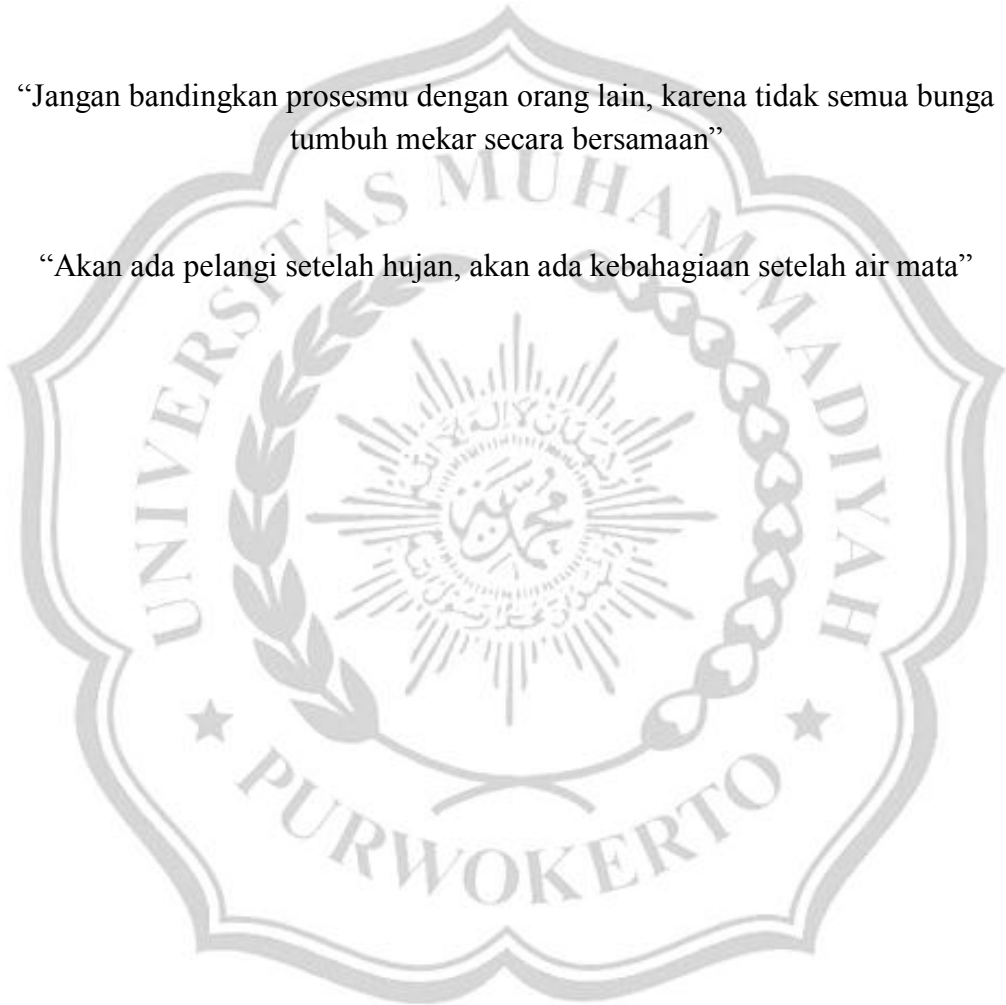 “Jangan bandingkan prosesmu dengan orang lain, karena tidak semua bunga
tumbuh mekar secara bersamaan”
“Akan ada pelangi setelah hujan, akan ada kebahagiaan setelah air mata”
UNIVERSITAS MUHAMMADIYAH
PURWOKERTO